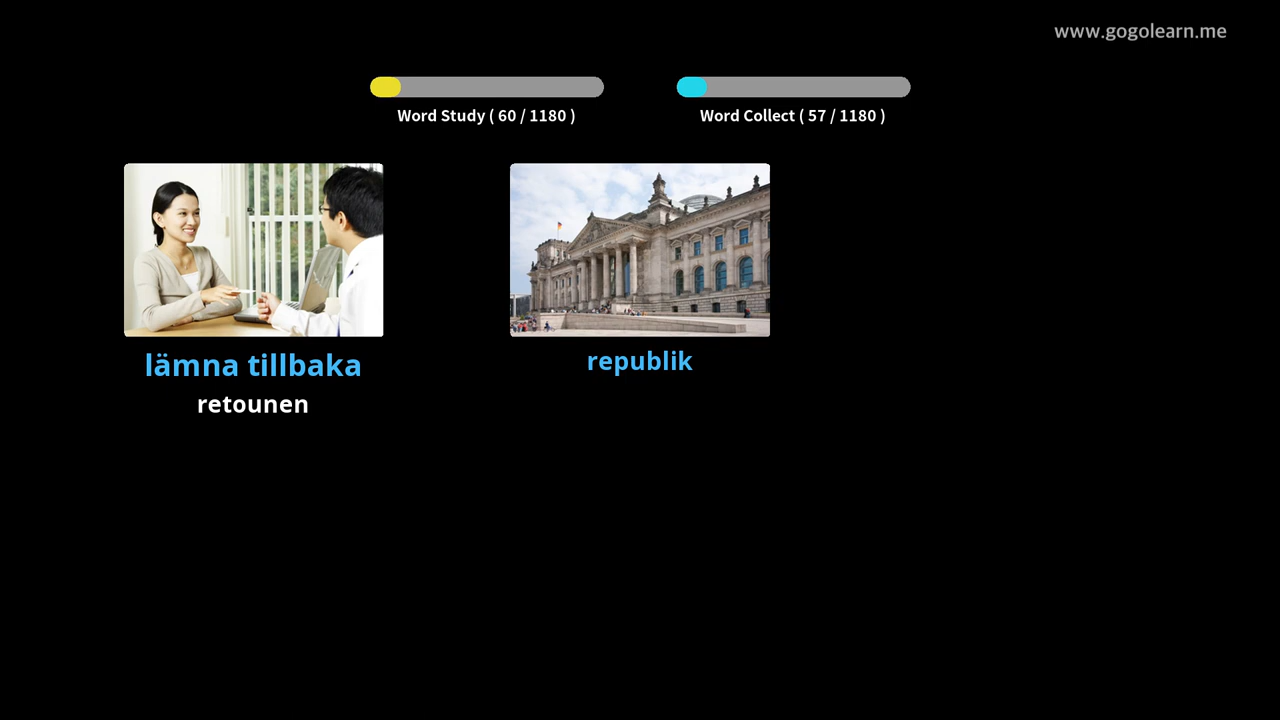 www.gogolearn.me
Word Study ( 60 / 1180 )
Word Collect ( 57 / 1180 )
lämna tillbaka
retounen
republik